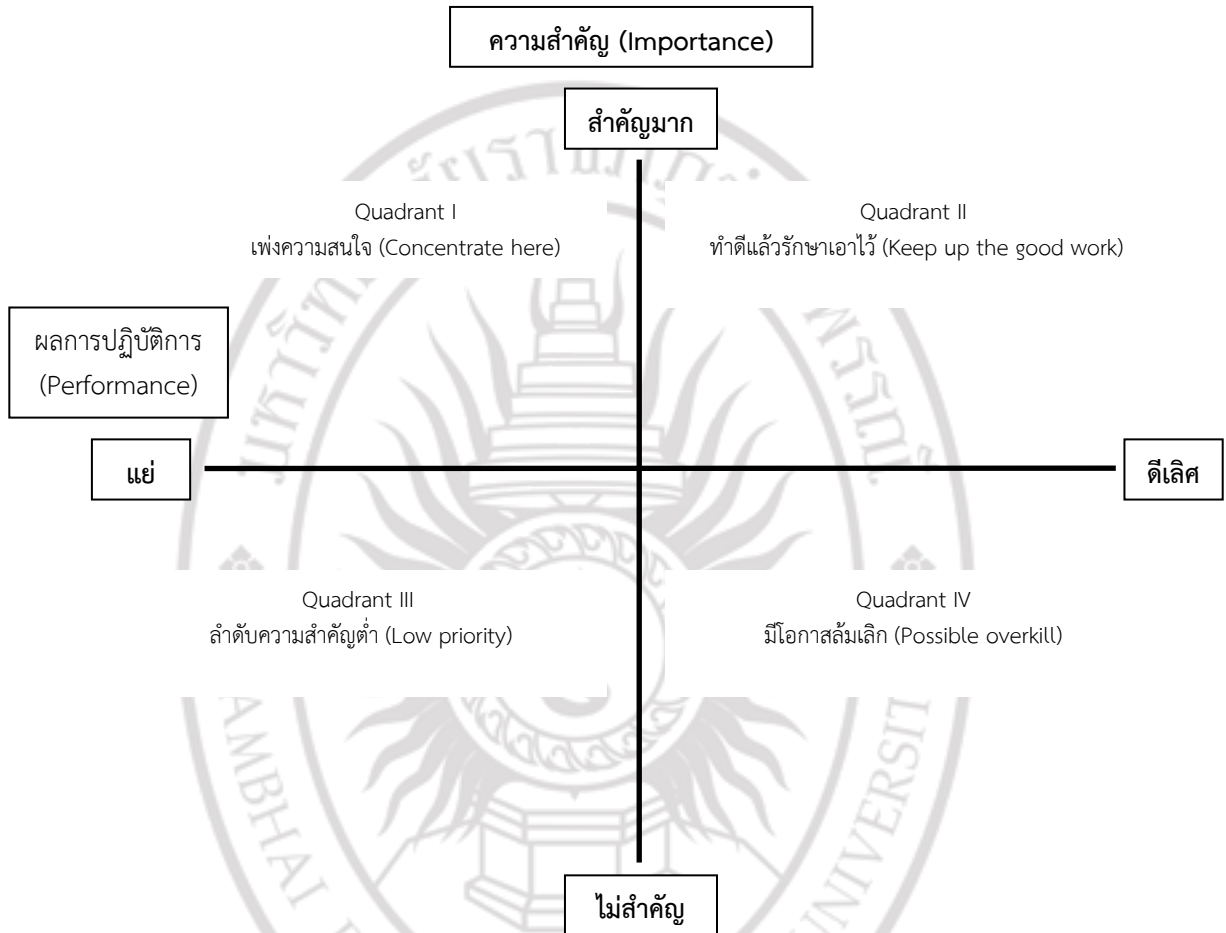 ความสำคัญ (Importance)
สำคัญมาก
Quadrant I
เพ่งความสนใจ (Concentrate here)
Quadrant II
ทำดีแล้วรักษาเอาไว้ (Keep up the good work)
ผลการปฏิบัติการ
(Performance)
แย่
ดีเลิศ
Quadrant III
ลำดับความสำคัญต่ำ (Low priority)
Quadrant IV
มีโอกาสล้มเลิก (Possible overkill)
ไม่สำคัญ